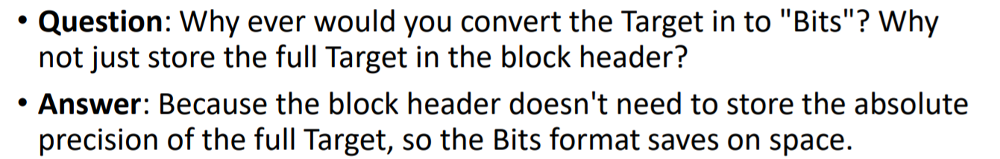 • Question: Why ever would you convert the Target in to "Bits"? Why
not just store the full Target in the block header?
• Answer: Because the block header doesn't need to store the absolute
precision of the full Target, so the Bits format saves on space.